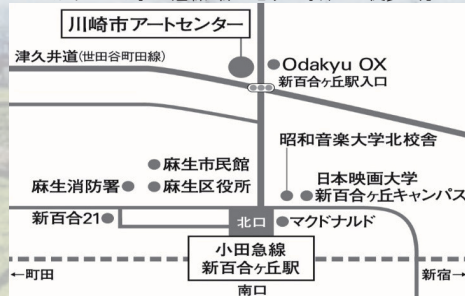 川崎市アートセンター
津久井道(世田谷町田線)
Odakyu OX
新百合ヶ丘駅入口
昭和音楽大学北校舎
麻生市民館
日本映画大学
麻生消防署
麻生区役所
新百合ヶ丘キャンパス
新百合21
北口
マクドナルド
小田急線
新百合ヶ丘駅
←町田
新宿→
南口